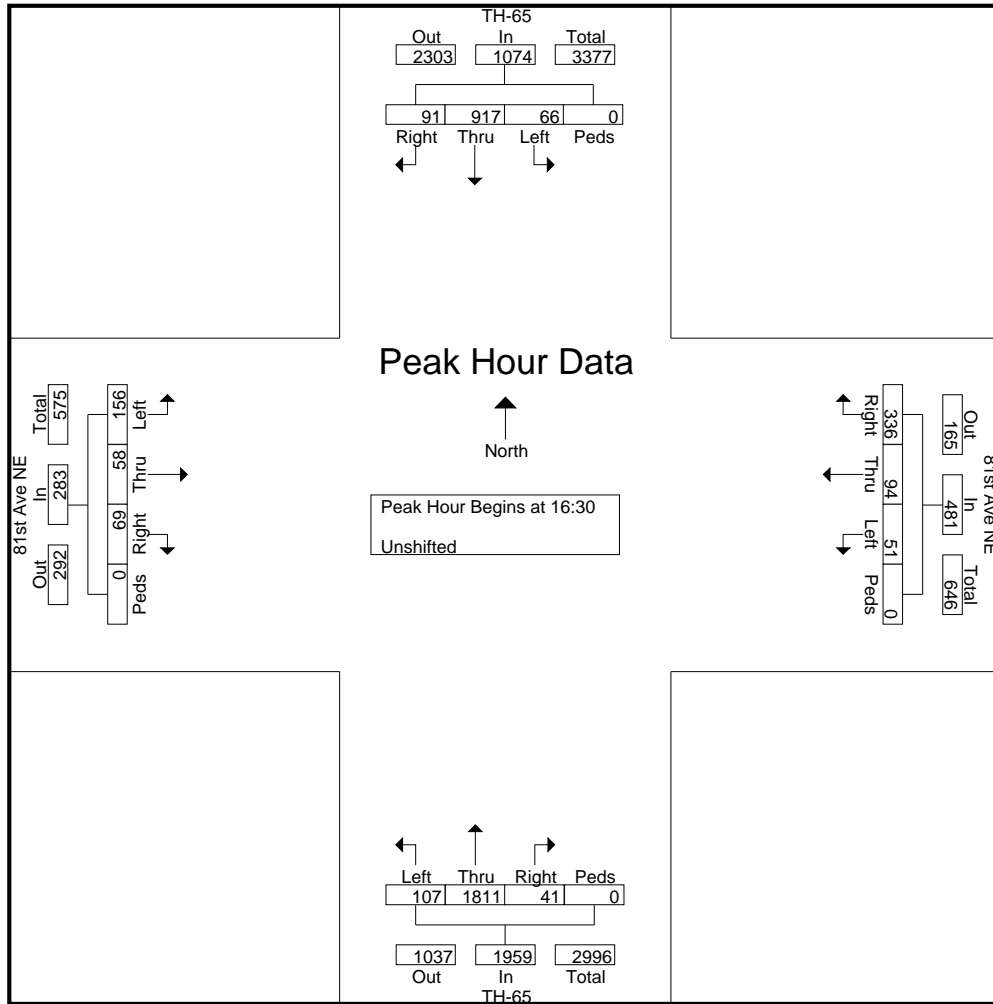 TH-65
Out In Total
2303 1074 3377
91 917 66 0
Right Thru Left Peds
Peak Hour Data
North
Peak Hour Begins at 16:30
Unshifted
81st Ave NE
Total In Out
575 283 292
156 58 69 0
Left Thru Right Peds
81st Ave NE
Out In Total
165 481 646
336 94 51 0
Right Thru Left Peds
Left Thru Right Peds
107 1811 41 0
1037 1959 2996
Out In Total
TH-65